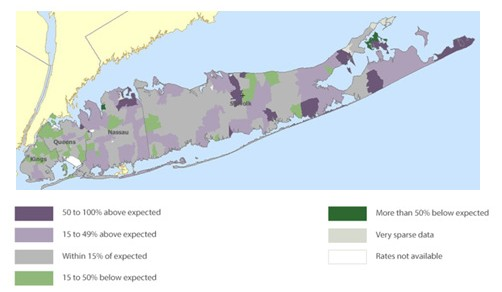 Suffolk
Nassau
Queens
Kings
50 to 100% above expected
15 to 49% above expected
Within 15% of expected
15 to 50% below expected
More than 50% below expected
Very sparse data
Rates not available